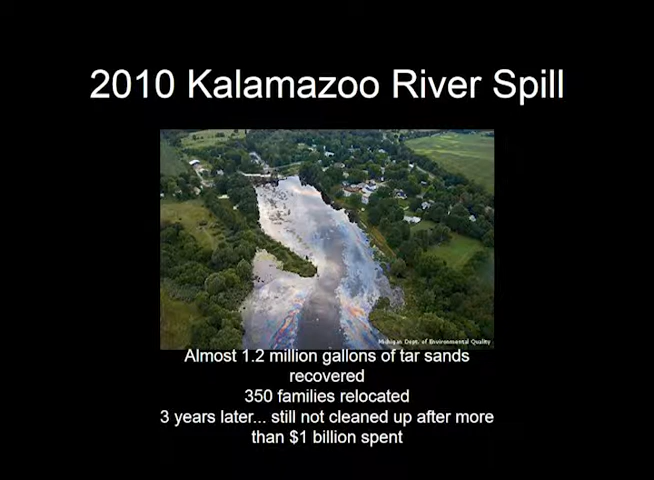 2010 Kalamazoo River Spill
Michigan Dept. of Environmental Quality
Almost 1.2 million gallons of tar sands
recovered
350 families relocated
3 years later... still not cleaned up after more
than $1 billion spent